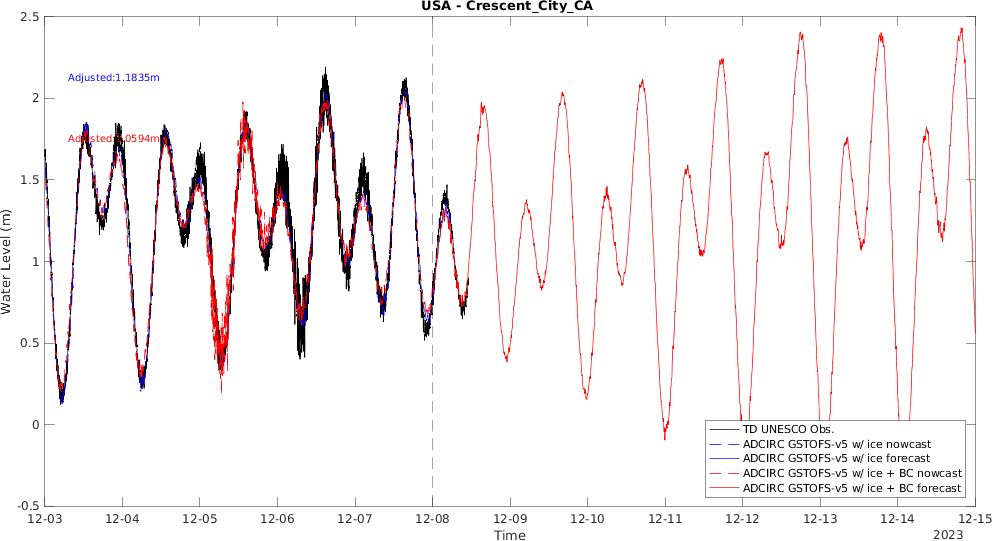 USA - Crescent_City_CA
2.5
2
1.5
1
0.5
0
-0.5
Water Level (m)
Adjusted:1.1835m
TD UNESCO Obs.
ADCIRC GSTOFS-v5 w/ ice nowcast
ADCIRC GSTOFS-v5 w/ ice forecast
ADCIRC GSTOFS-v5 w/ ice + BC nowcast
ADCIRC GSTOFS-v5 w/ ice + BC forecast
12-03 12-04 12-05 12-06 12-07 12-08 12-09 12-10 12-11 12-12 12-13 12-14 12-15
Time
2023